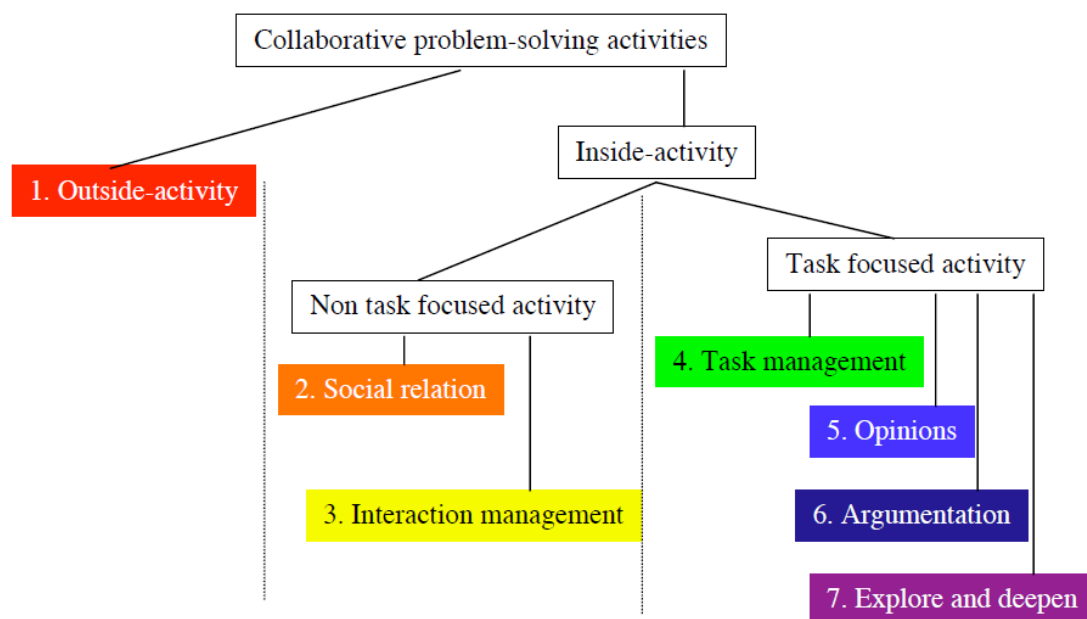 Collaborative problem-solving activities
Inside-activity
1. Outside-activity
Task focused activity
Non task focused activity
4. Task management
2. Social relation
5. Opinions
3. Interaction management
6. Argumentation
7. Explore and deepen